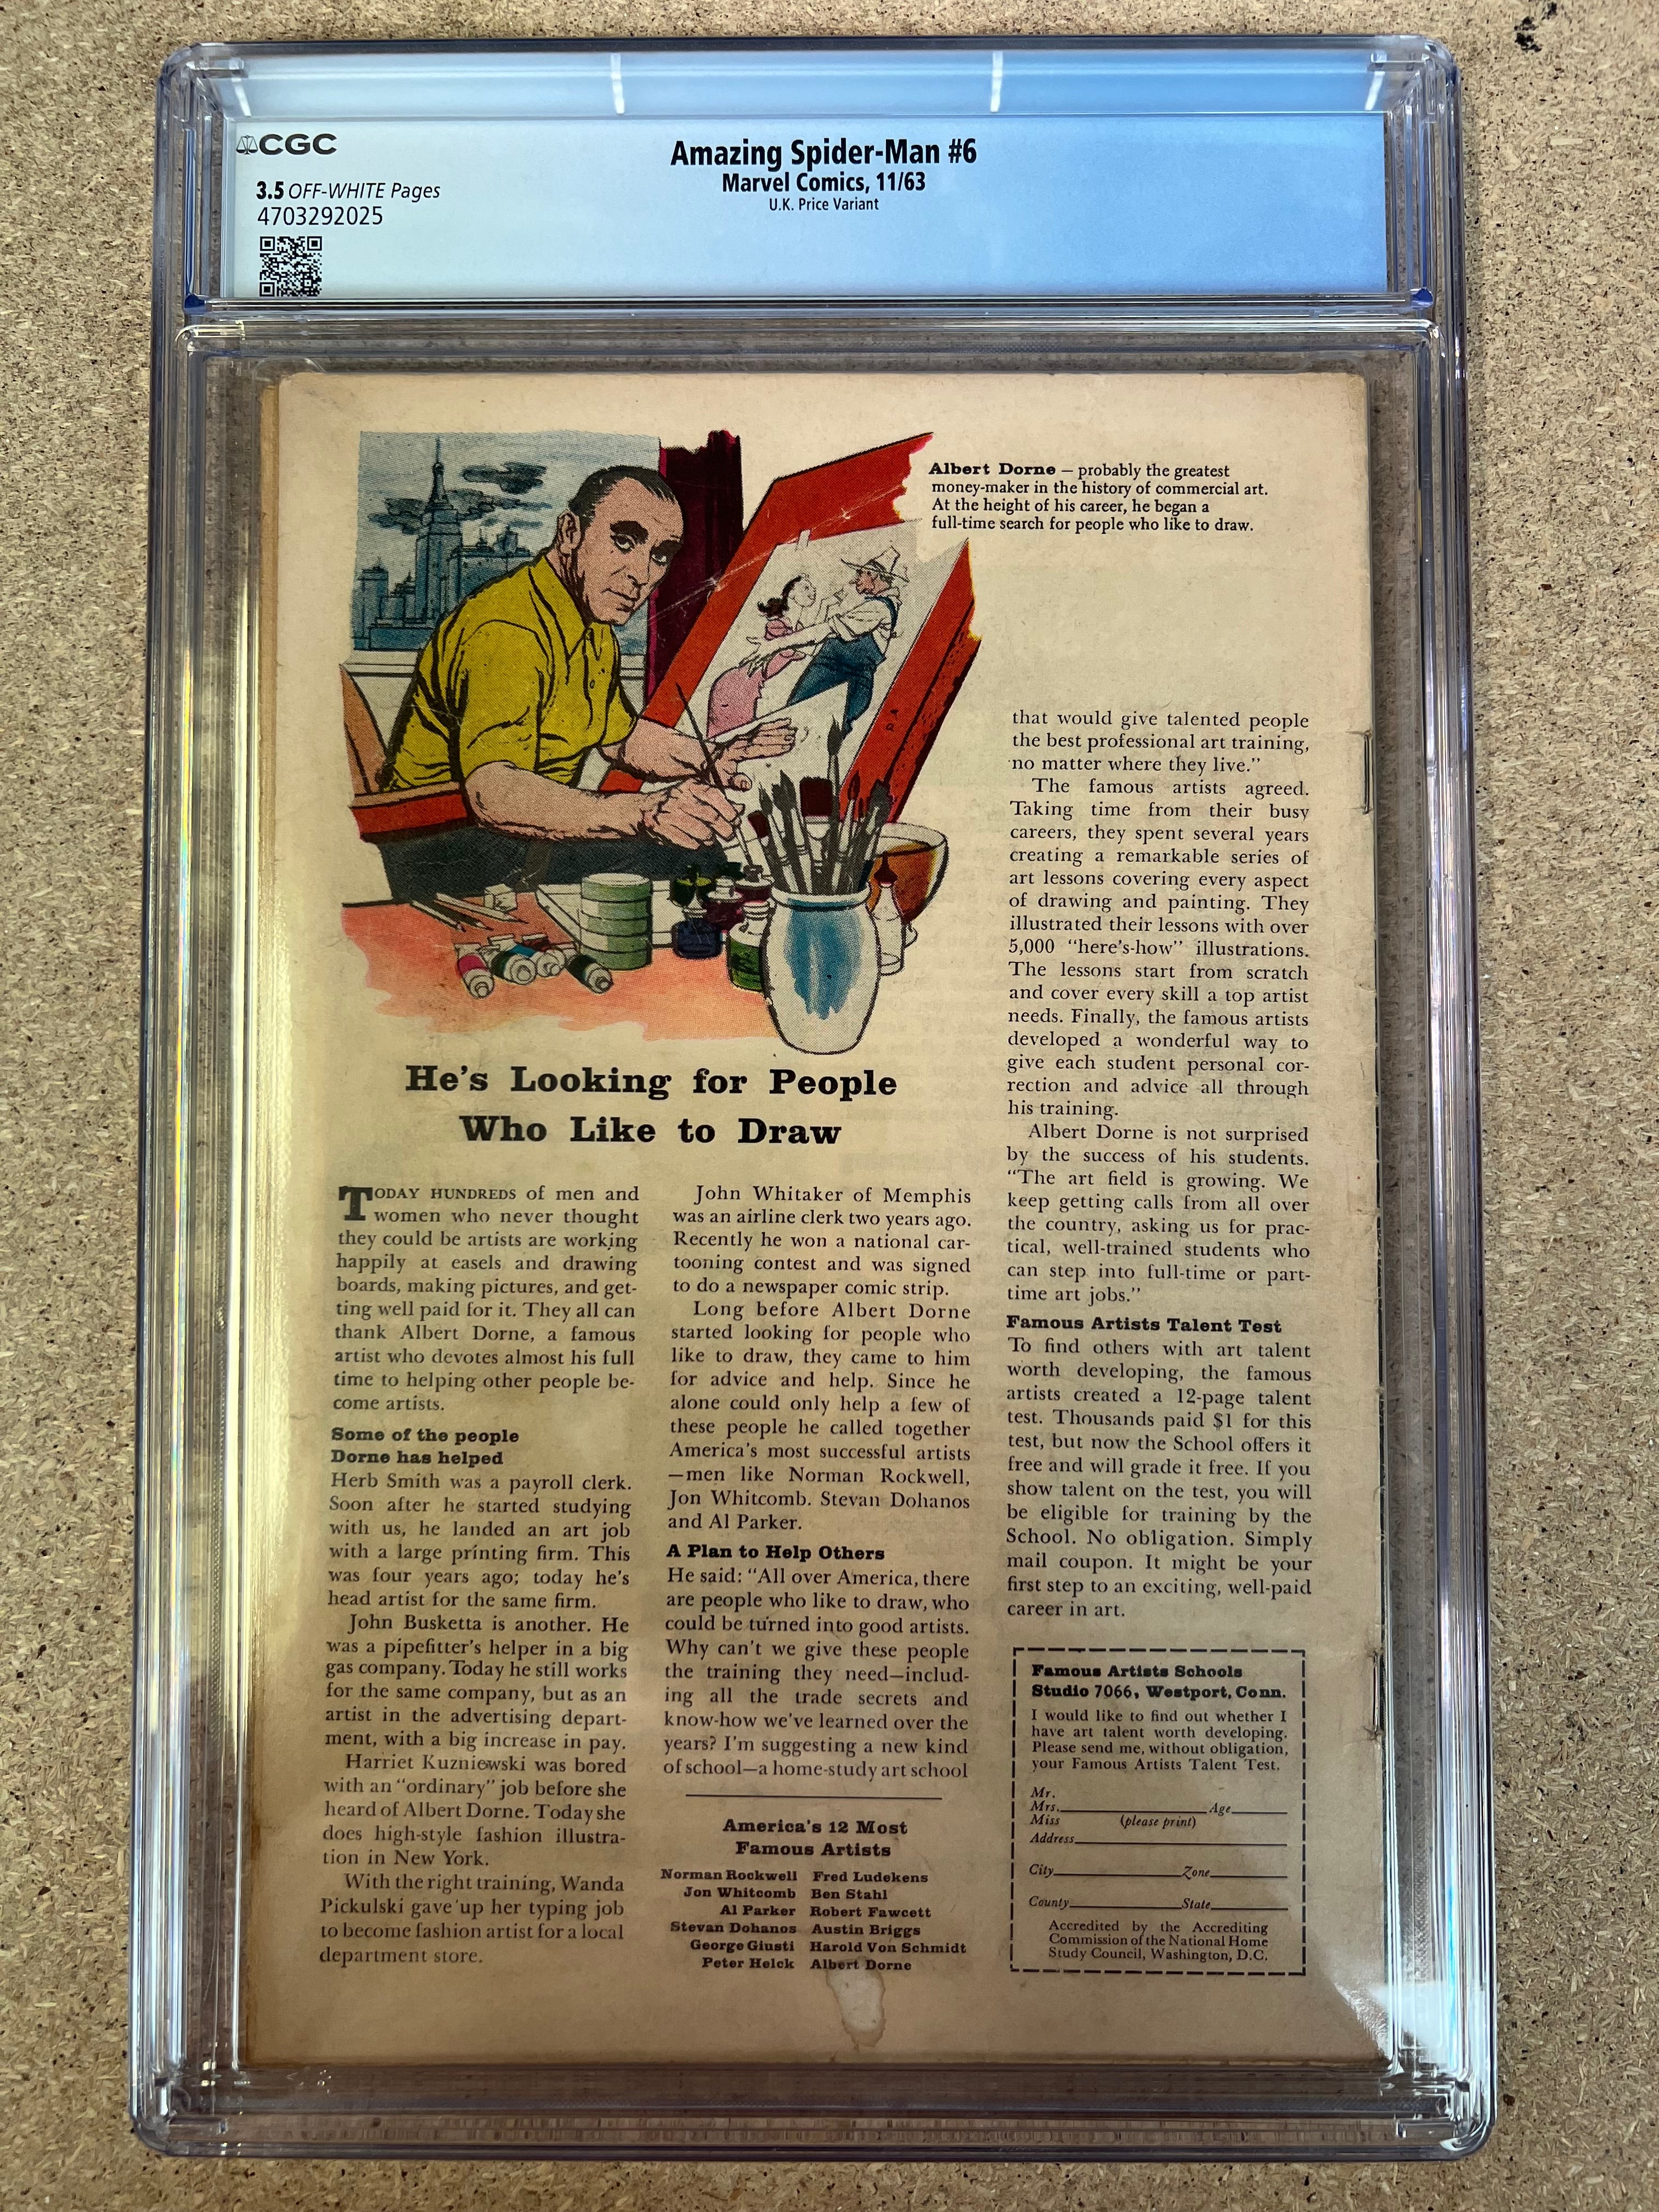 CGC
3.5 OFF-WHITE Pages
4703292025
Amazing Spider-Man #6
Marvel Comics, 11/63
U.K. Price Variant
Albert Dorne – probably the greatest
money-maker in the history of commercial art.
At the height of his career, he began a
full-time search for people who like to draw.
He's Looking for People
Who Like to Draw
TODAY HUNDREDS of men and
women who never thought
they could be artists are working
happily at easels and drawing
boards, making pictures, and get-
ting well paid for it. They all can
thank Albert Dorne, a famous
artist who devotes almost his full
time to helping other people be-
come artists.
Some of the people
Dorne has helped
Herb Smith was a payroll clerk.
Soon after he started studying
with us, he landed an art job
with a large printing firm. This
was four years ago; today he's
head artist for the same firm.
John Busketta is another. He
was a pipefitter's helper in a big
gas company. Today he still works
for the same company, but as an
artist in the advertising depart-
ment, with a big increase in pay.
Harriet Kuzniewski was bored
with an "ordinary" job before she
heard of Albert Dorne. Today she
does high-style fashion illustra-
tion in New York.
With the right training, Wanda
Pickulski gave up her typing job
to become fashion artist for a local
department store.
John Whitaker of Memphis
was an airline clerk two years ago.
Recently he won a national car-
tooning contest and was signed
to do a newspaper comic strip.
Long before Albert Dorne
started looking for people who
like to draw, they came to him
for advice and help. Since he
alone could only help a few of
these people he called together
America's most successful artists
—men like Norman Rockwell,
Jon Whitcomb. Stevan Dohanos
and Al Parker.
A Plan to Help Others
He said: "All over America, there
are people who like to draw, who
could be turned into good artists.
Why can't we give these people
the training they need—includ-
ing all the trade secrets and
know-how we've learned over the
years? I'm suggesting a new kind
of school—a home-study art school
America's 12 Most
Famous Artists
Norman Rockwell Fred Ludekens
Jon Whitcomb Ben Stahl
Al Parker Robert Fawcett
Stevan Dohanos Austin Briggs
George Giusti Harold Von Schmidt
Peter Helck Albert Dorne
that would give talented people
the best professional art training,
no matter where they live."
The famous artists agreed.
Taking time from their busy
careers, they spent several years
creating a remarkable series of
art lessons covering every aspect
of drawing and painting. They
illustrated their lessons with over
5,000 "here's-how" illustrations.
The lessons start from scratch
and cover every skill a top artist
needs. Finally, the famous artists
developed a wonderful way to
give each student personal cor-
rection and advice all through
his training.
Albert Dorne is not surprised
by the success of his students.
"The art field is growing. We
keep getting calls from all over
the country, asking us for prac-
tical, well-trained students who
can step into full-time or part-
time art jobs."
Famous Artists Talent Test
To find others with art talent
worth developing, the famous
artists created a 12-page talent
test. Thousands paid $1 for this
test, but now the School offers it
free and will grade it free. If you
show talent on the test, you will
be eligible for training by the
School. No obligation. Simply
mail coupon. It might be your
first step to an exciting, well-paid
career in art.
Famous Artists Schools
Studio 7066, Westport, Conn.
I would like to find out whether I
have art talent worth developing.
Please send me, without obligation,
your Famous Artists Talent Test.
Mr.
Mrs. Age
Miss (please print)
Address
City Zone
County State
Accredited by the Accrediting
Commission of the National Home
Study Council, Washington, D.C.